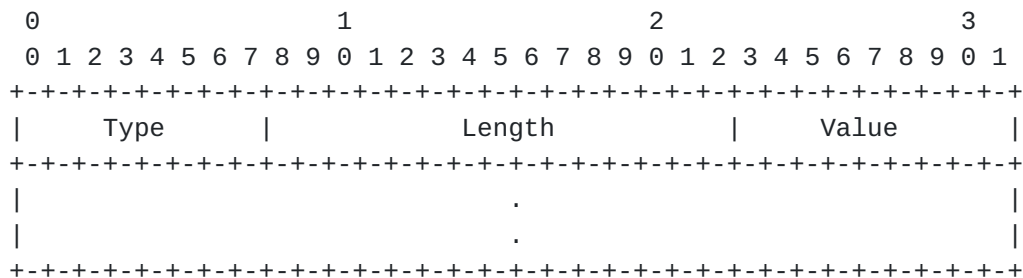 0                   1                   2                   3
 0 1 2 3 4 5 6 7 8 9 0 1 2 3 4 5 6 7 8 9 0 1 2 3 4 5 6 7 8 9 0 1
+-+-+-+-+-+-+-+-+-+-+-+-+-+-+-+-+-+-+-+-+-+-+-+-+-+-+-+-+-+-+-+-+
|     Type      |            Length           |     Value       |
+-+-+-+-+-+-+-+-+-+-+-+-+-+-+-+-+-+-+-+-+-+-+-+-+-+-+-+-+-+-+-+-+
|                               .                               |
|                               .                               |
+-+-+-+-+-+-+-+-+-+-+-+-+-+-+-+-+-+-+-+-+-+-+-+-+-+-+-+-+-+-+-+-+